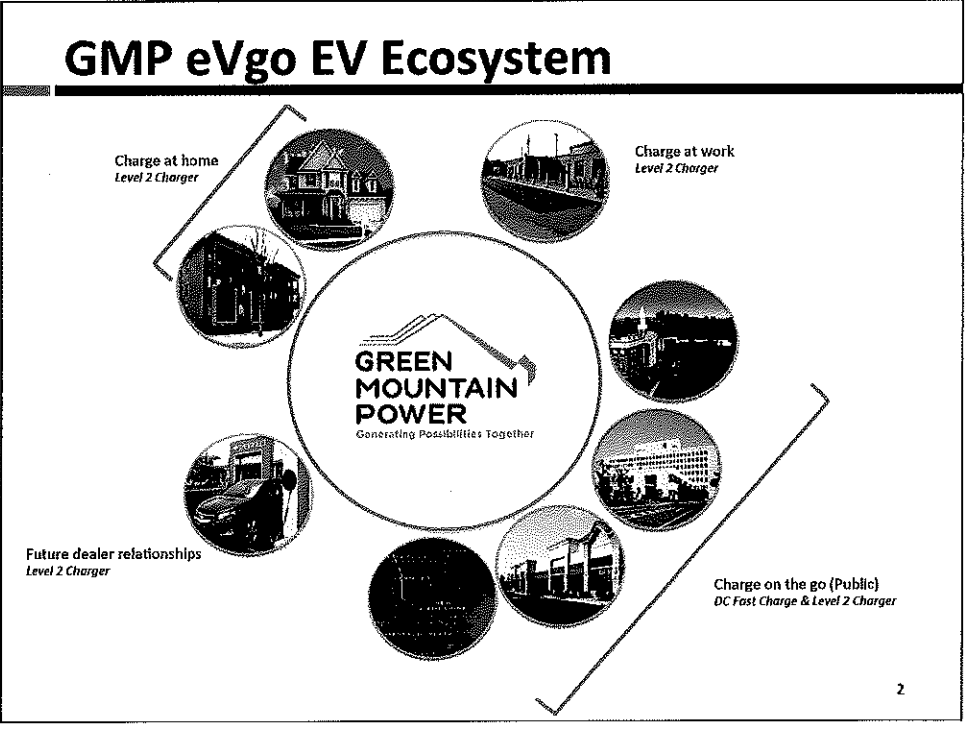 GMP eVgo EV Ecosystem
Charge at home
Level 2 Charger
Charge at work
Level 2 Charger
GREEN
MOUNTAIN
POWER
Generating Possibilities Together
Future dealer relationships
Level 2 Charger
Charge on the go (Public)
DC Fast Charge & Level 2 Charger
2